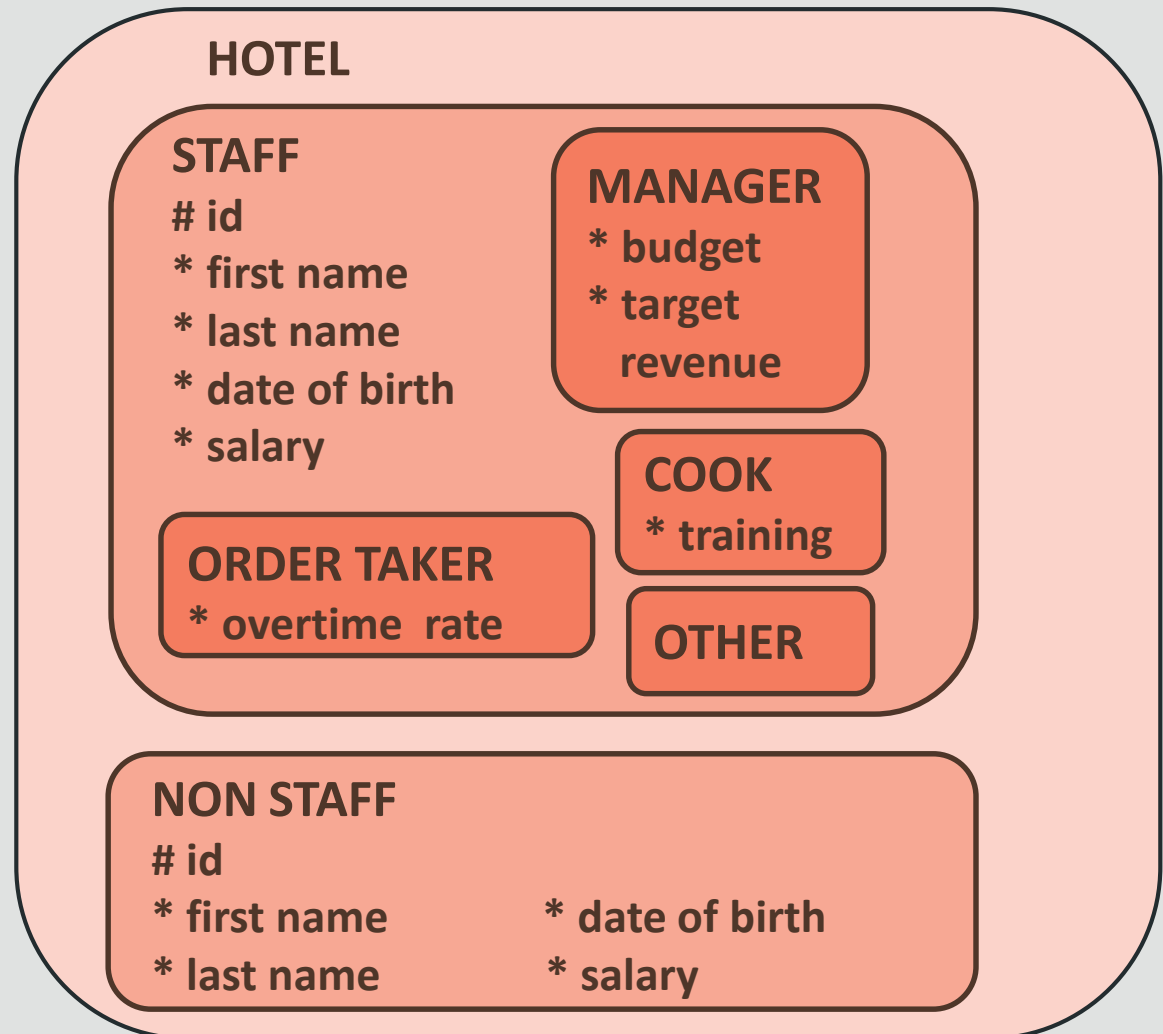 HOTEL
STAFF
# id
* first name
* last name
* date of birth
* salary
MANAGER
* budget
* target
revenue
COOK
* training
ORDER TAKER
* overtime rate
OTHER
NON STAFF
# id
* first name
* last name
* date of birth
* salary